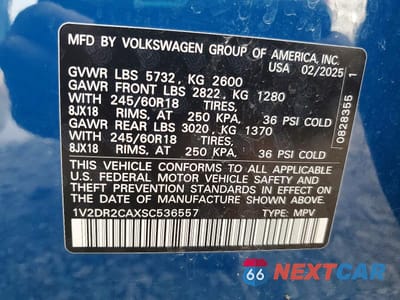 MFD BY VOLKSWAGEN GROUP OF AMERICA, INC.
USA 02/2025
GVWR LBS 5732, KG 2600
GAWR FRONT LBS 2822, KG 1280
WITH 245/60R18 TIRES,
8JX18 RIMS, AT 250 KPA. 36 PSI COLD
GAWR REAR LBS 3020, KG 1370
WITH 245/60R18 TIRES,
8JX18 RIMS, AT 250 KPA. 36 PSI COLD
THIS VEHICLE CONFORMS TO ALL APPLICABLE
U.S. FEDERAL MOTOR VEHICLE SAFETY AND
THEFT PREVENTION STANDARDS IN EFFECT ON
THE DATE OF MANUFACTURE SHOWN ABOVE.
1V2DR2CAXSC536557 TYPE: MPV
0828355 1
66 NEXTCAR